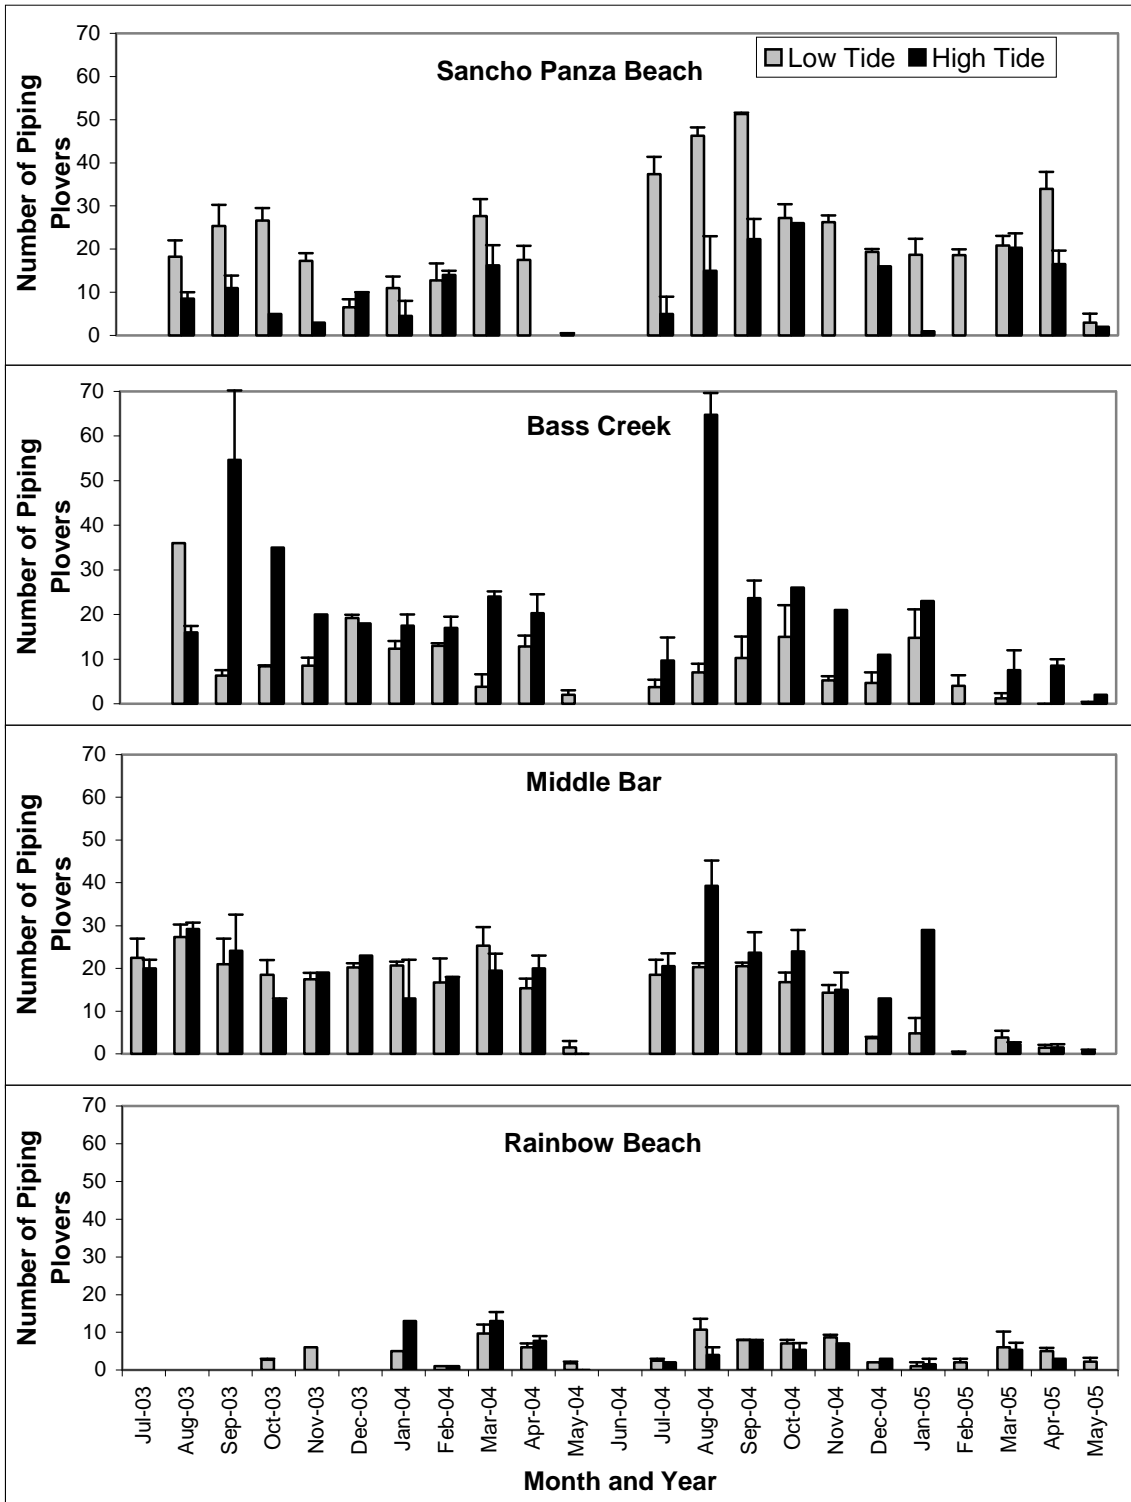 Low Tide High Tide
Sancho Panza Beach
Number of Piping
Plovers
70
60
50
40
30
20
10
0
Bass Creek
Number of Piping
Plovers
70
60
50
40
30
20
10
0
Middle Bar
Number of Piping
Plovers
70
60
50
40
30
20
10
0
Rainbow Beach
Number of Piping
Plovers
70
60
50
40
30
20
10
0
Jul-03
Aug-03
Sep-03
Oct-03
Nov-03
Dec-03
Jan-04
Feb-04
Mar-04
Apr-04
May-04
Jun-04
Jul-04
Aug-04
Sep-04
Oct-04
Nov-04
Dec-04
Jan-05
Feb-05
Mar-05
Apr-05
May-05
Month and Year